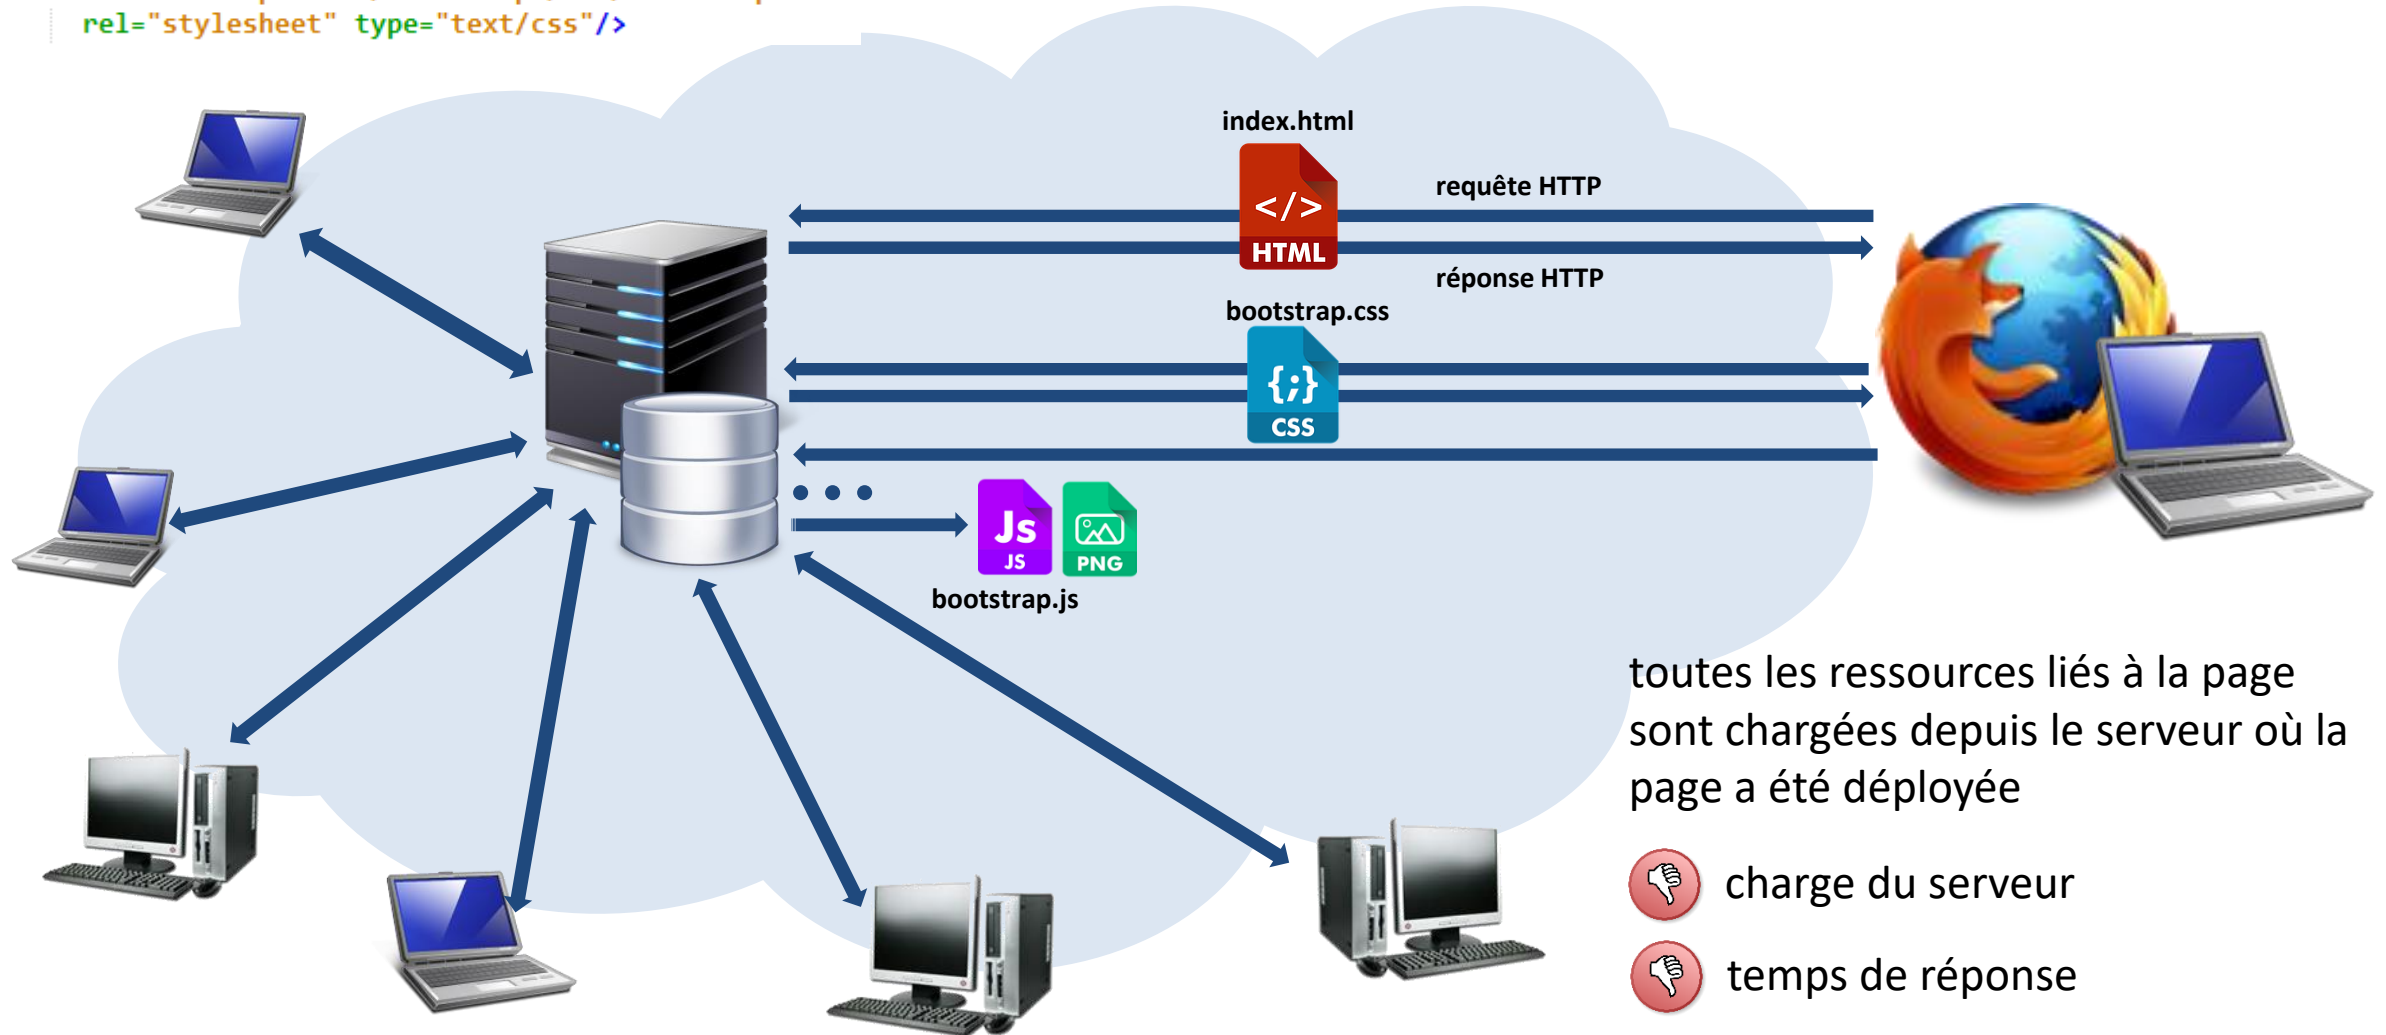 rel="stylesheet" type="text/css"/>
index.html
</>
HTML
requête HTTP
réponse HTTP
bootstrap.css
{;}
CSS
Js
JS
PNG
bootstrap.js
toutes les ressources liés à la page
sont chargées depuis le serveur où la
page a été déployée
charge du serveur
temps de réponse